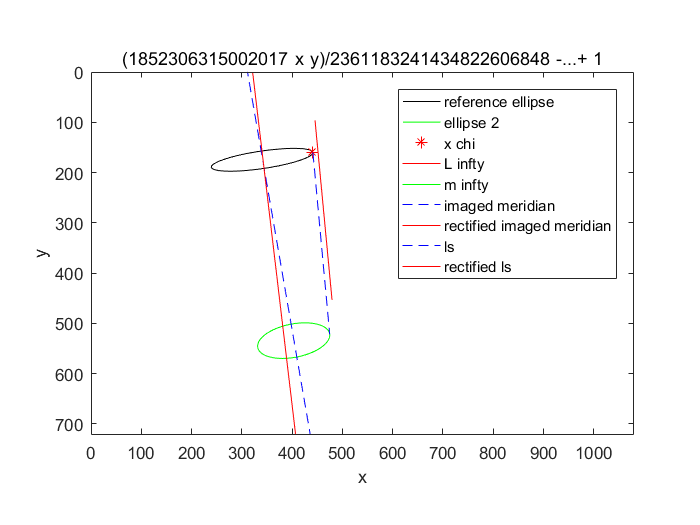 (1852306315002017 x y)/2361183241434822606848 -...+ 1
0
100
200
300
400
500
600
700
y
0
100
200
300
400
500
600
700
800
900
1000
x
reference ellipse
ellipse 2
x chi
L infty
m infty
imaged meridian
rectified imaged meridian
ls
rectified ls